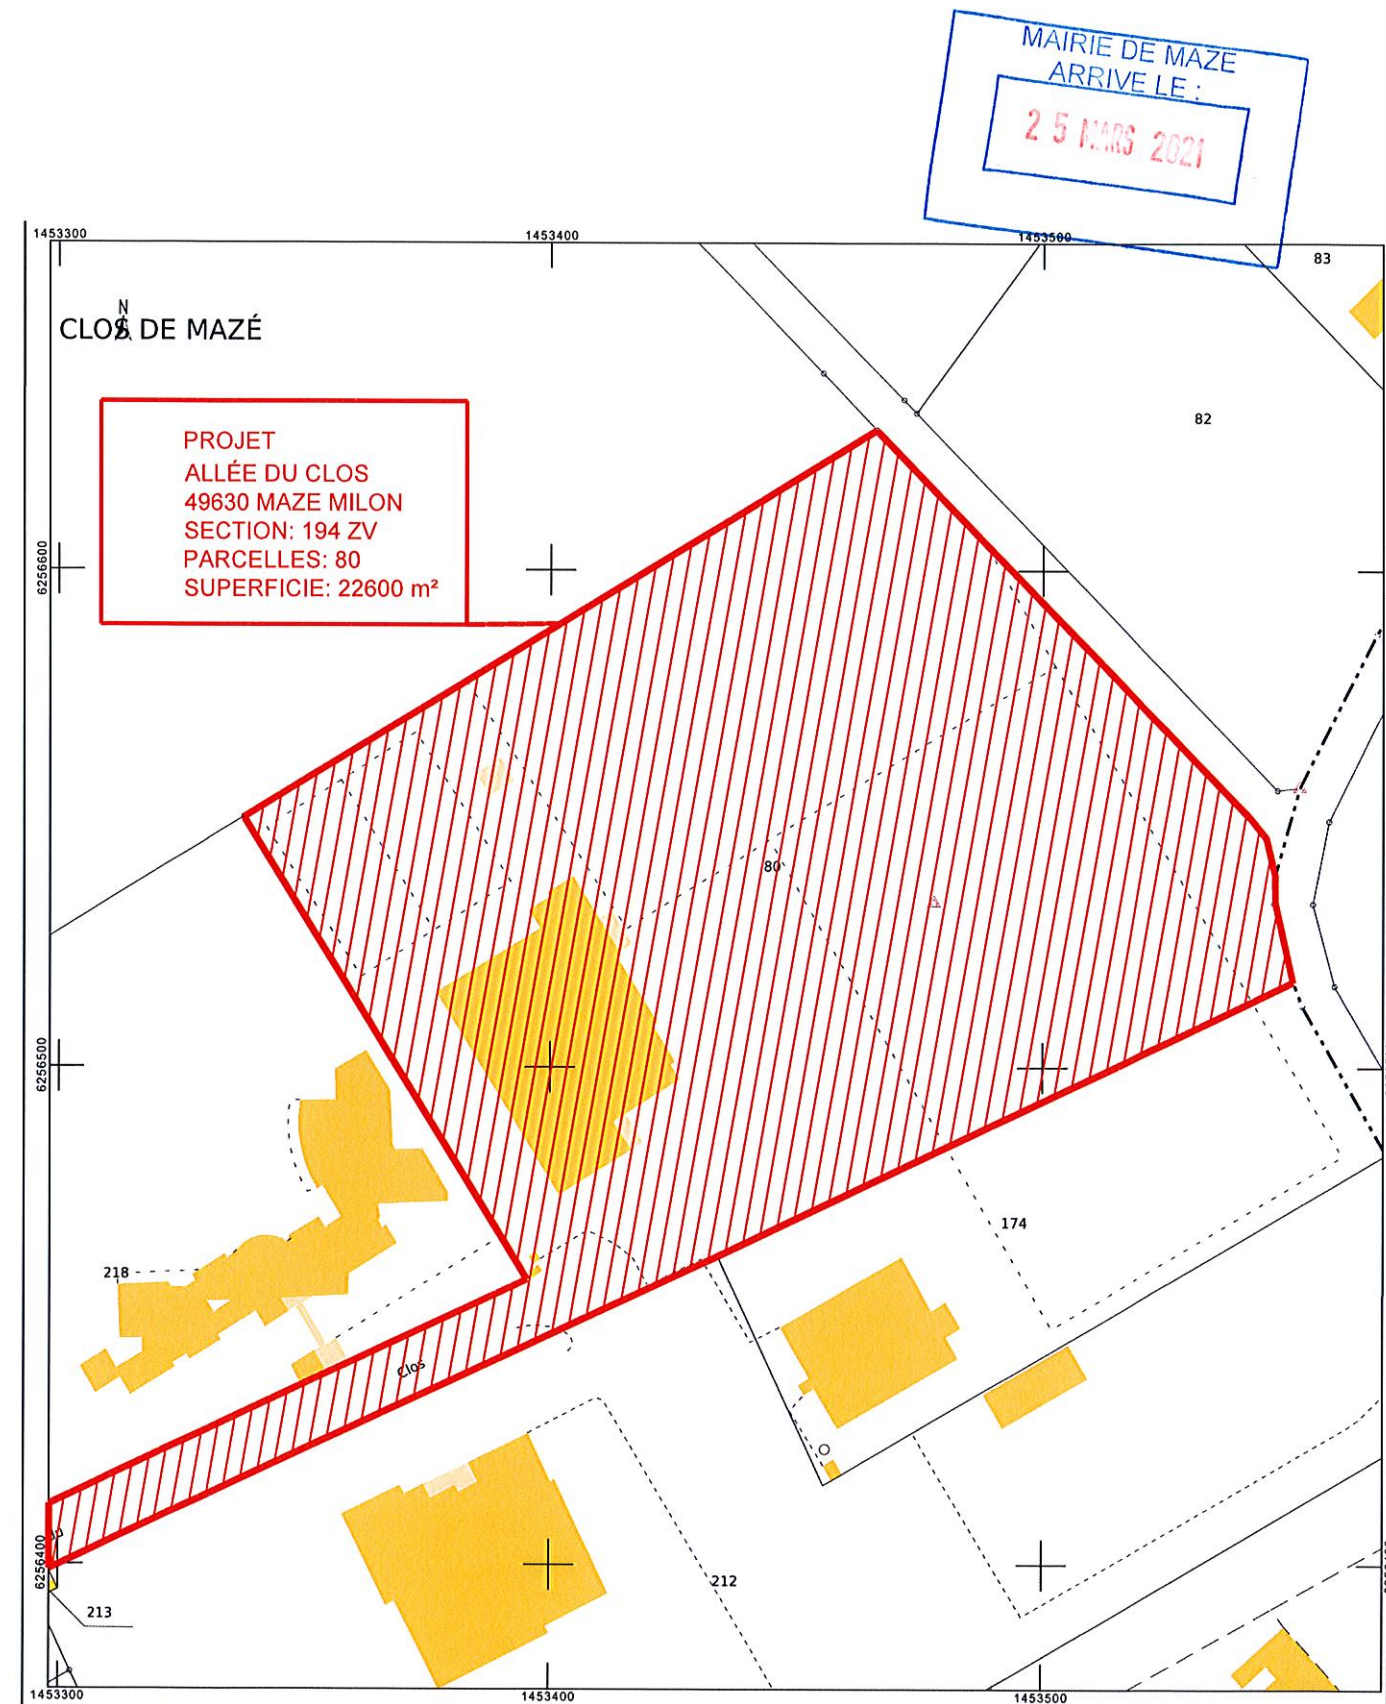 MAIRIE DE MAZE
ARRIVE LE :
25 MARS 2021
1453300
1453400
1453500
83
N
CLOS DE MAZÉ
82
PROJET
ALLÉE DU CLOS
49630 MAZE MILON
SECTION: 194 ZV
PARCELLES: 80
SUPERFICIE: 22600 m²
6256600
80
6256500
174
218
Clos
6256400
212
213
1453300
1453400
1453500